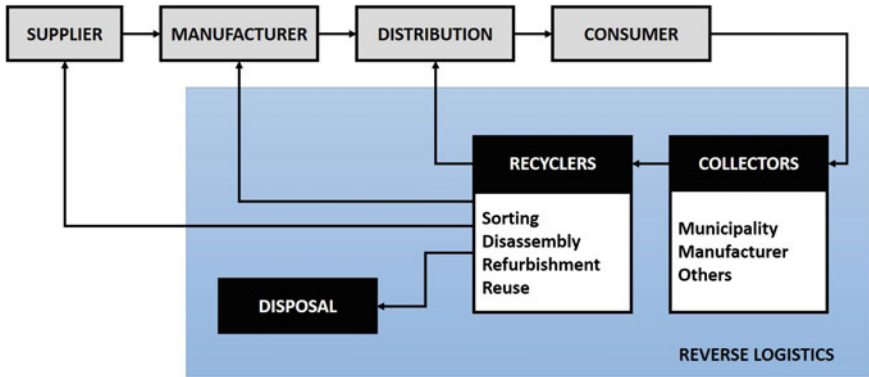 SUPPLIER
MANUFACTURER
DISTRIBUTION
CONSUMER
RECYCLERS
Sorting
Disassembly
Refurbishment
Reuse
COLLECTORS
Municipality
Manufacturer
Others
DISPOSAL
REVERSE LOGISTICS